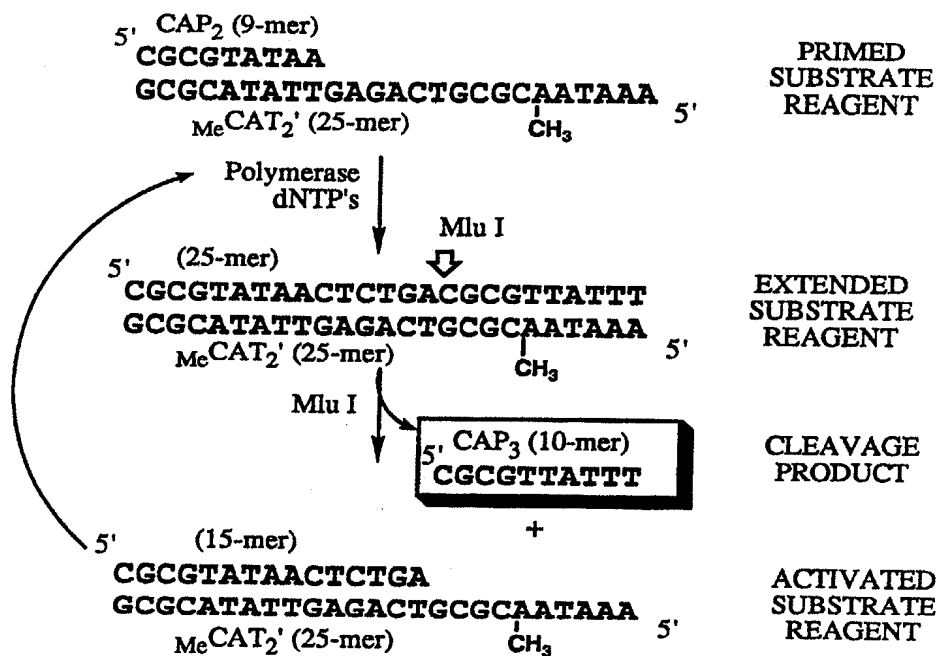 CAP₂ (9-mer)
5'
CGCGTATAA
GCGCATATTGAGACTGCGCAATAAA
5'
MeCAT₂' (25-mer)
CH₃
PRIMED
SUBSTRATE
REAGENT
Polymerase
dNTP's
Mlu I
5'
(25-mer)
CGCGTATAACTCTGACGCGTTATTT
GCGCATATTGAGACTGCGCAATAAA
5'
MeCAT₂' (25-mer)
CH₃
EXTENDED
SUBSTRATE
REAGENT
Mlu I
5' CAP₃ (10-mer)
CGCGTTATTT
CLEAVAGE
PRODUCT
+
5'
(15-mer)
CGCGTATAACTCTGA
GCGCATATTGAGACTGCGCAATAAA
5'
MeCAT₂' (25-mer)
CH₃
ACTIVATED
SUBSTRATE
REAGENT